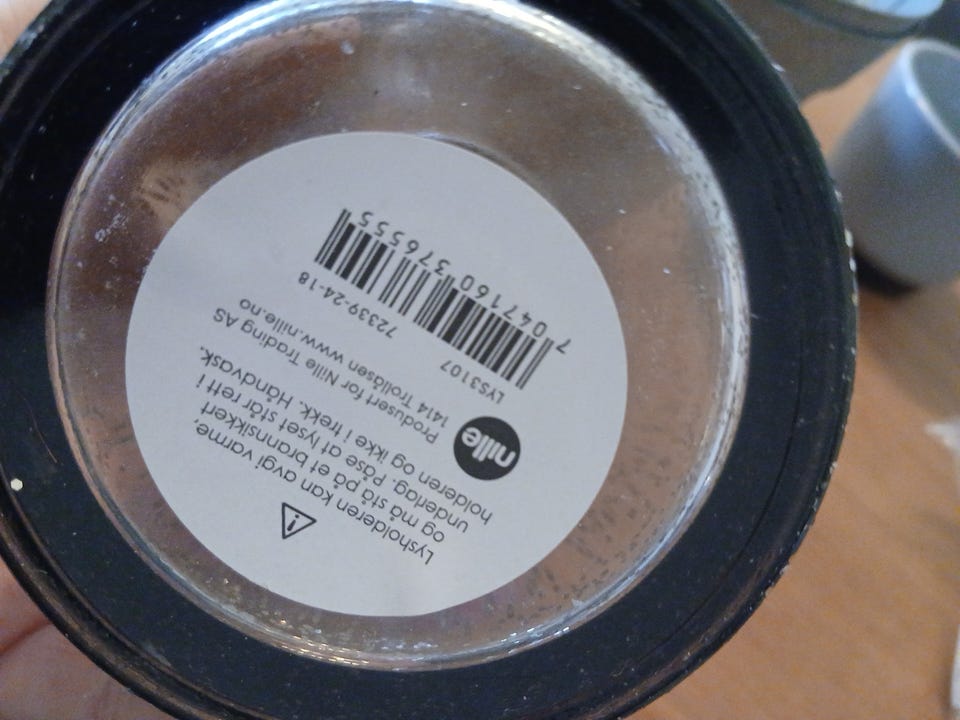 Lysholderen kan avgi varme,
og må stå på et brannsikkert
underlag. Påse at lyset står rett i
holderen og ikke i trekk. Håndvask.
nille
Produsert for Nille Trading AS
1414 Trollåsen www.nille.no
LYS3107
72339-24-18
7 047160 376555